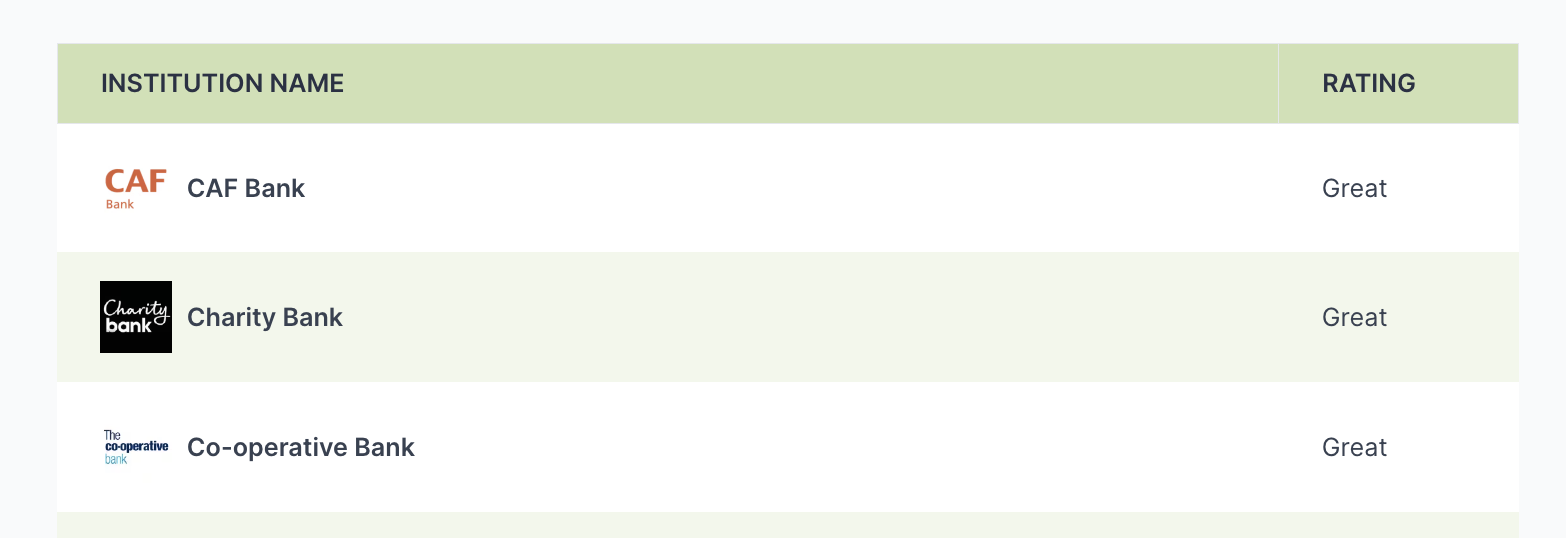 INSTITUTION NAME RATING
CAF
Bank
CAF Bank Great
Charity
bank
Charity Bank Great
The
co-operative
bank
Co-operative Bank Great